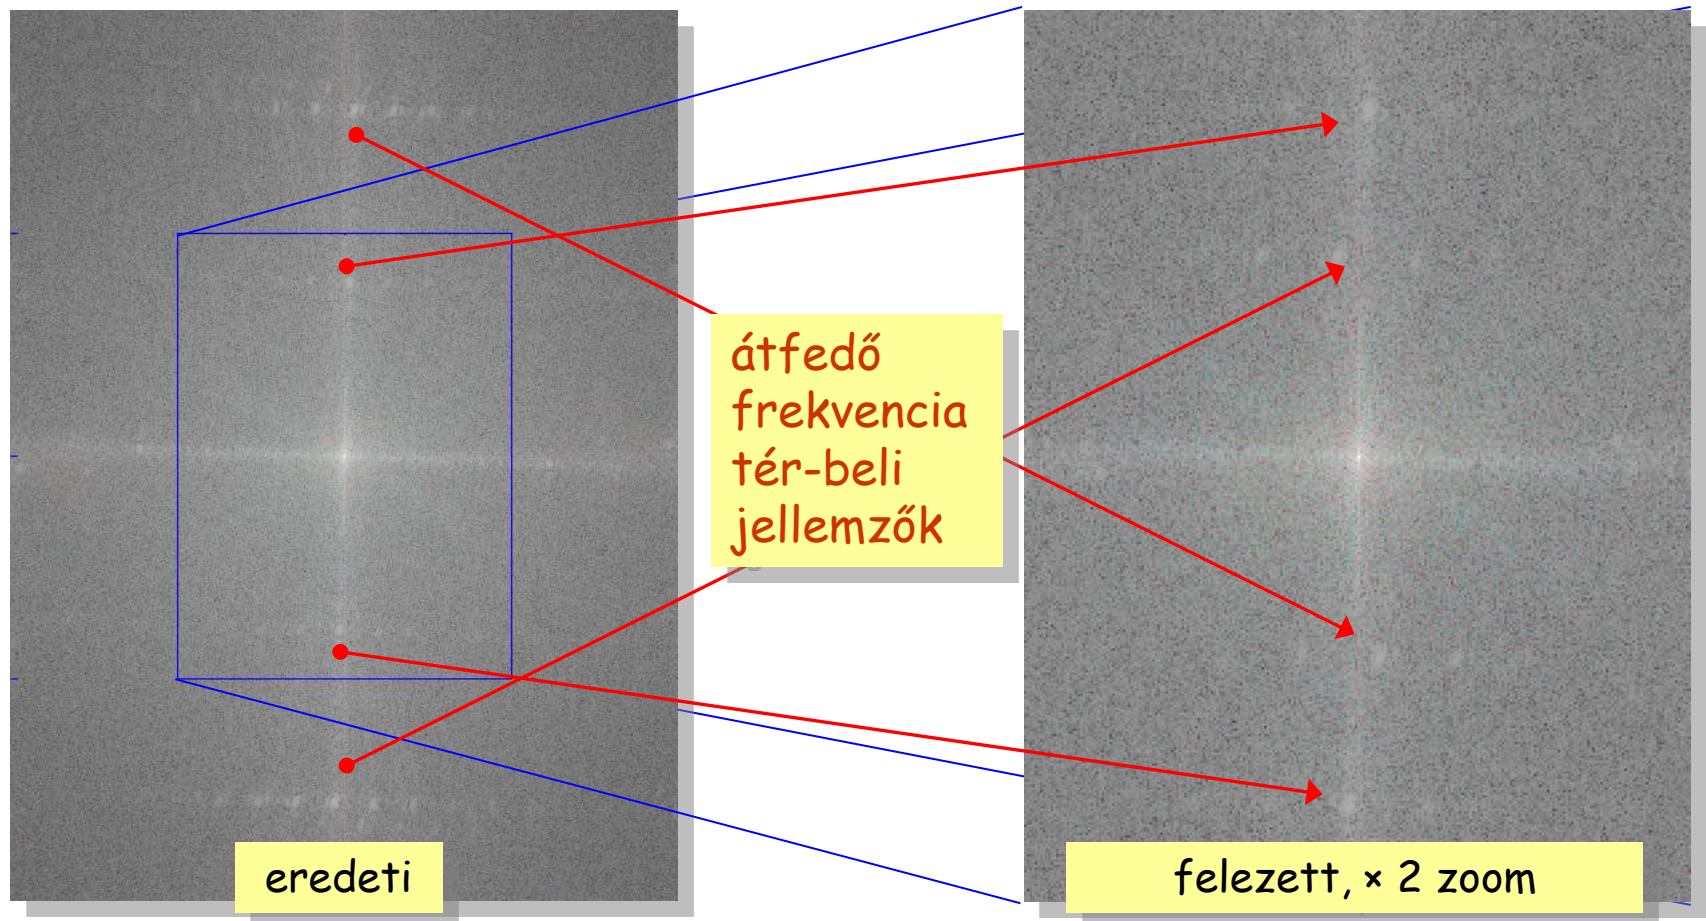 átfedő
frekvencia
tér-beli
jellemzők
eredeti
felezett, × 2 zoom